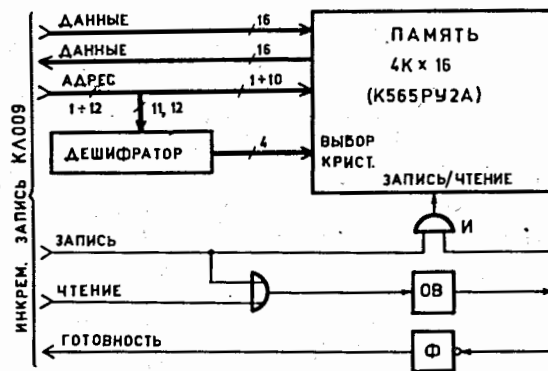 ДАННЫЕ 16
ДАННЫЕ 16
АДРЕС 1÷10
1÷12 11, 12
ДЕШИФРАТОР 4
ПАМЯТЬ
4К × 16
(К565РУ2А)
ВЫБОР
КРИСТ.
ЗАПИСЬ/ЧТЕНИЕ
И
ЗАПИСЬ
ЧТЕНИЕ
ОВ
ГОТОВНОСТЬ
Ф
ИНКРЕМ. ЗАПИСЬ КЛ009